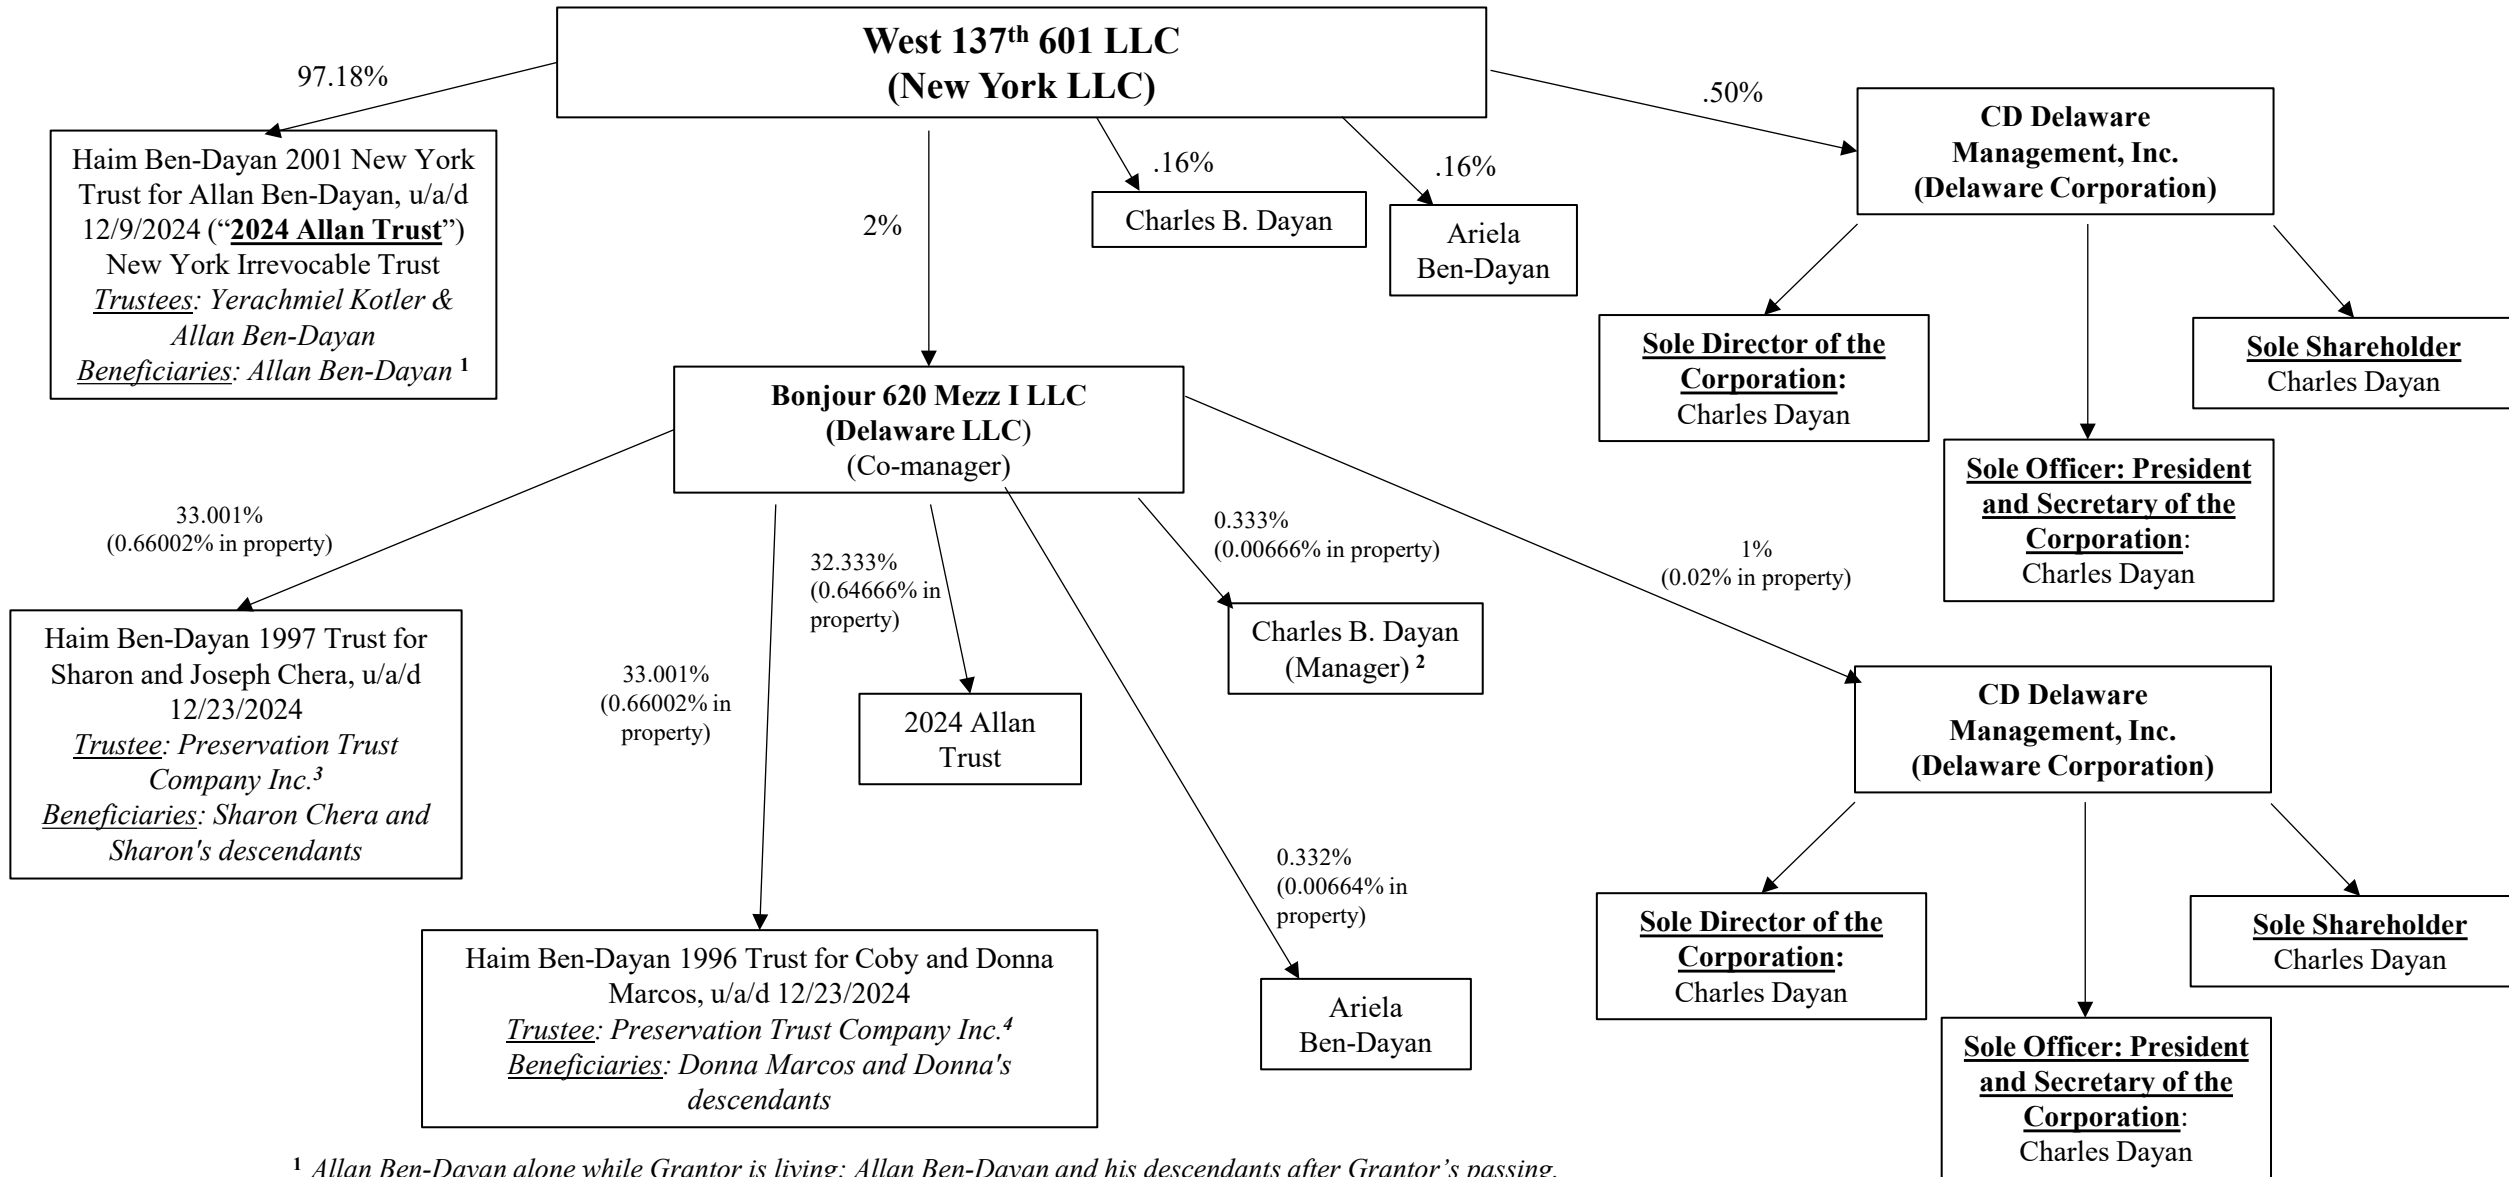 West 137th 601 LLC
(New York LLC)
97.18%
.50%
2%
.16%
.16%
Haim Ben-Dayan 2001 New York
Trust for Allan Ben-Dayan, u/a/d
12/9/2024 (“2024 Allan Trust”)
New York Irrevocable Trust
Trustees: Yerachmiel Kotler &
Allan Ben-Dayan
Beneficiaries: Allan Ben-Dayan 1
Charles B. Dayan
Ariela
Ben-Dayan
CD Delaware
Management, Inc.
(Delaware Corporation)
Sole Director of the
Corporation:
Charles Dayan
Sole Officer: President
and Secretary of the
Corporation:
Charles Dayan
Sole Shareholder
Charles Dayan
Bonjour 620 Mezz I LLC
(Delaware LLC)
(Co-manager)
33.001%
(0.66002% in property)
33.001%
(0.66002% in
property)
32.333%
(0.64666% in
property)
0.333%
(0.00666% in property)
0.332%
(0.00664% in
property)
1%
(0.02% in property)
Haim Ben-Dayan 1997 Trust for
Sharon and Joseph Chera, u/a/d
12/23/2024
Trustee: Preservation Trust
Company Inc.3
Beneficiaries: Sharon Chera and
Sharon's descendants
Haim Ben-Dayan 1996 Trust for Coby and Donna
Marcos, u/a/d 12/23/2024
Trustee: Preservation Trust Company Inc.4
Beneficiaries: Donna Marcos and Donna's
descendants
2024 Allan
Trust
Charles B. Dayan
(Manager) 2
Ariela
Ben-Dayan
CD Delaware
Management, Inc.
(Delaware Corporation)
Sole Director of the
Corporation:
Charles Dayan
Sole Officer: President
and Secretary of the
Corporation:
Charles Dayan
Sole Shareholder
Charles Dayan
1 Allan Ben-Dayan alone while Grantor is living; Allan Ben-Dayan and his descendants after Grantor’s passing.